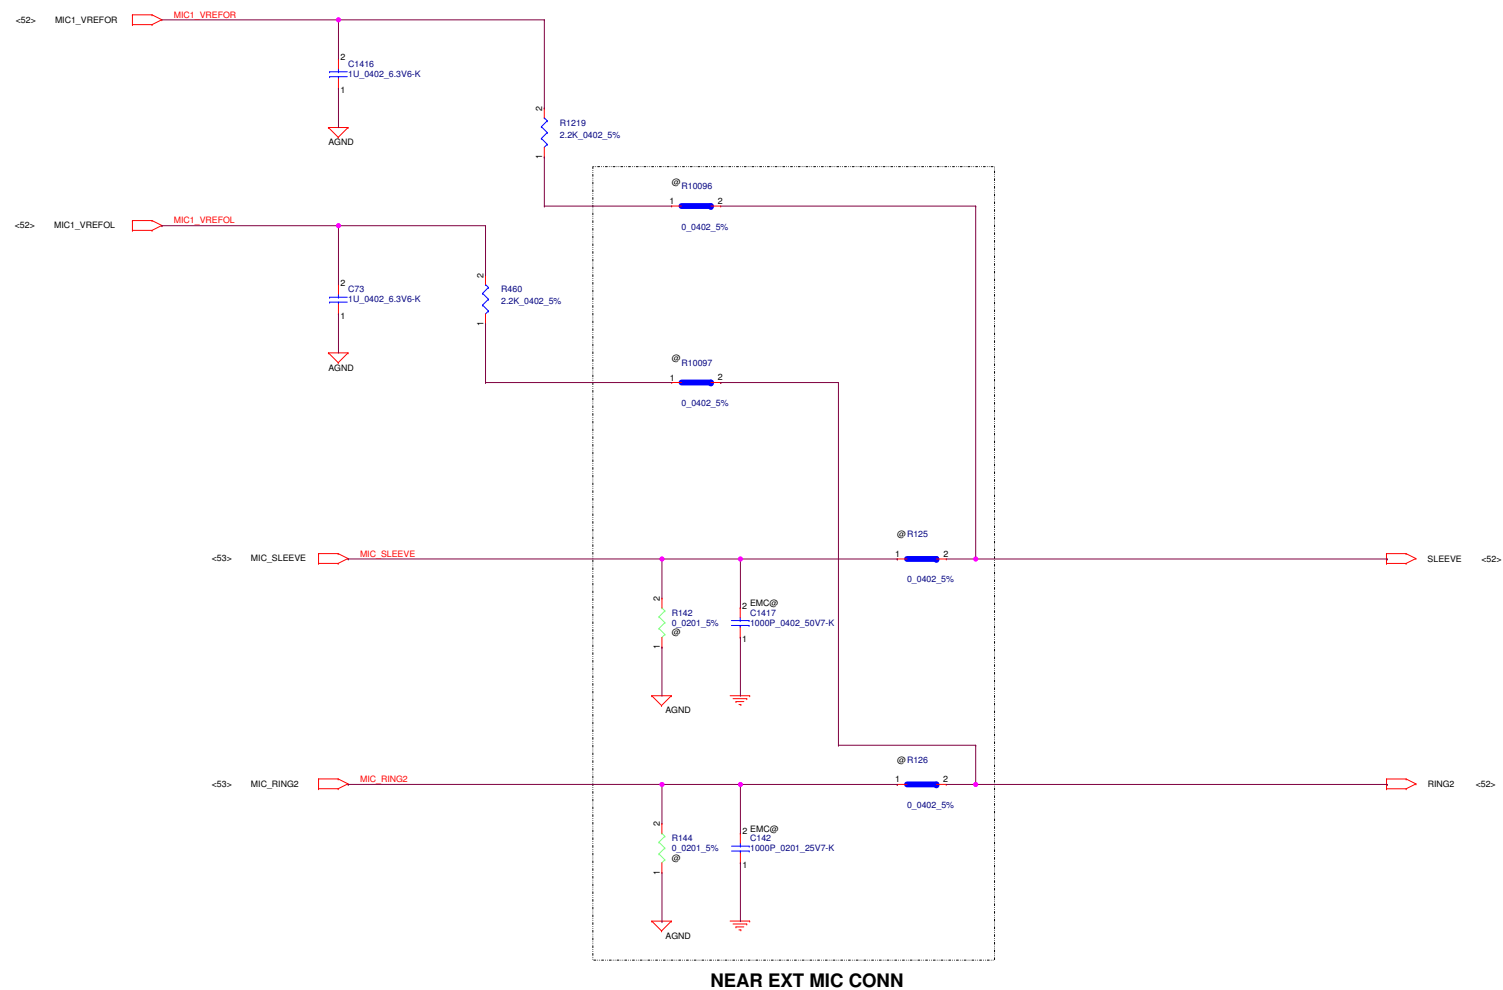 <52> MIC1_VREFOR MIC1_VREFOR
2
C1416
1U_0402_6.3V6-K
1
AGND
2
R1219
2.2K_0402_5%
1
@
R10096
1 2
0_0402_5%
<52> MIC1_VREFOL MIC1_VREFOL
2
C73
1U_0402_6.3V6-K
1
AGND
2
R460
2.2K_0402_5%
1
@
R10097
1 2
0_0402_5%
@ R125
<53> MIC_SLEEVE MIC_SLEEVE 1 2 SLEEVE <52>
0_0402_5%
2
R142
0_0201_5%
@
1
AGND
2 EMC@
C1417
1000P_0402_50V7-K
1
@ R126
<53> MIC_RING2 MIC_RING2 1 2 RING2 <52>
0_0402_5%
2
R144
0_0201_5%
@
1
AGND
2 EMC@
C142
1000P_0201_25V7-K
1
NEAR EXT MIC CONN